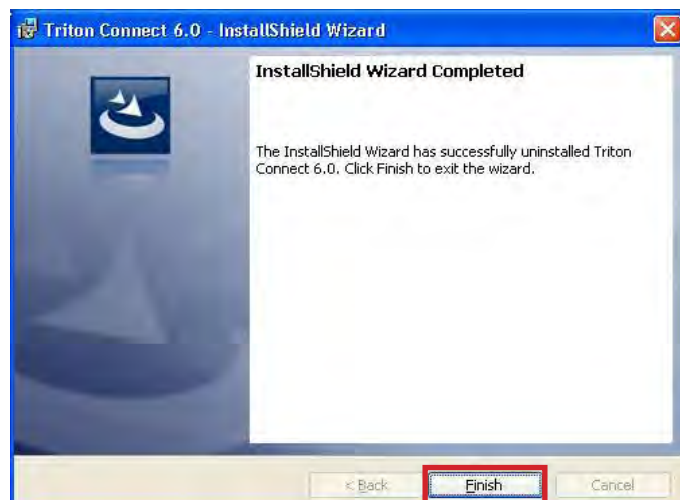 Triton Connect 6.0 - InstallShield Wizard
InstallShield Wizard Completed
The InstallShield Wizard has successfully uninstalled Triton
Connect 6.0. Click Finish to exit the wizard.
< Back
Finish
Cancel